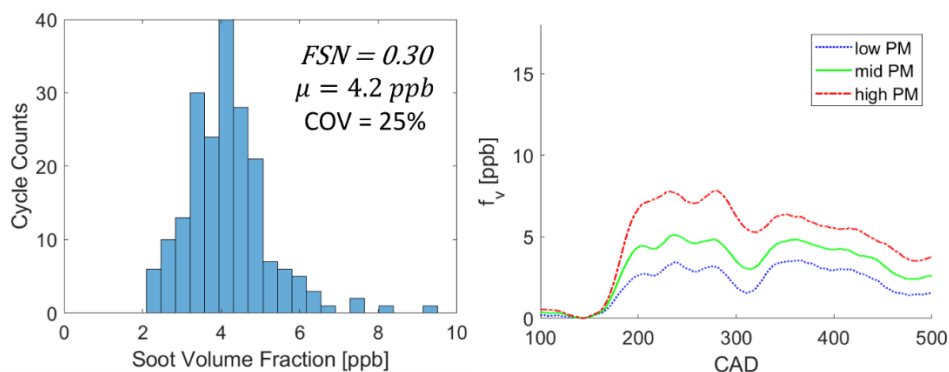 40
30
20
10
0
Cycle Counts
FSN = 0.30
μ = 4.2 ppb
COV = 25%
0 2 4 6 8 10
Soot Volume Fraction [ppb]
15
10
5
0
f_v [ppb]
low PM
mid PM
high PM
100 200 300 400 500
CAD